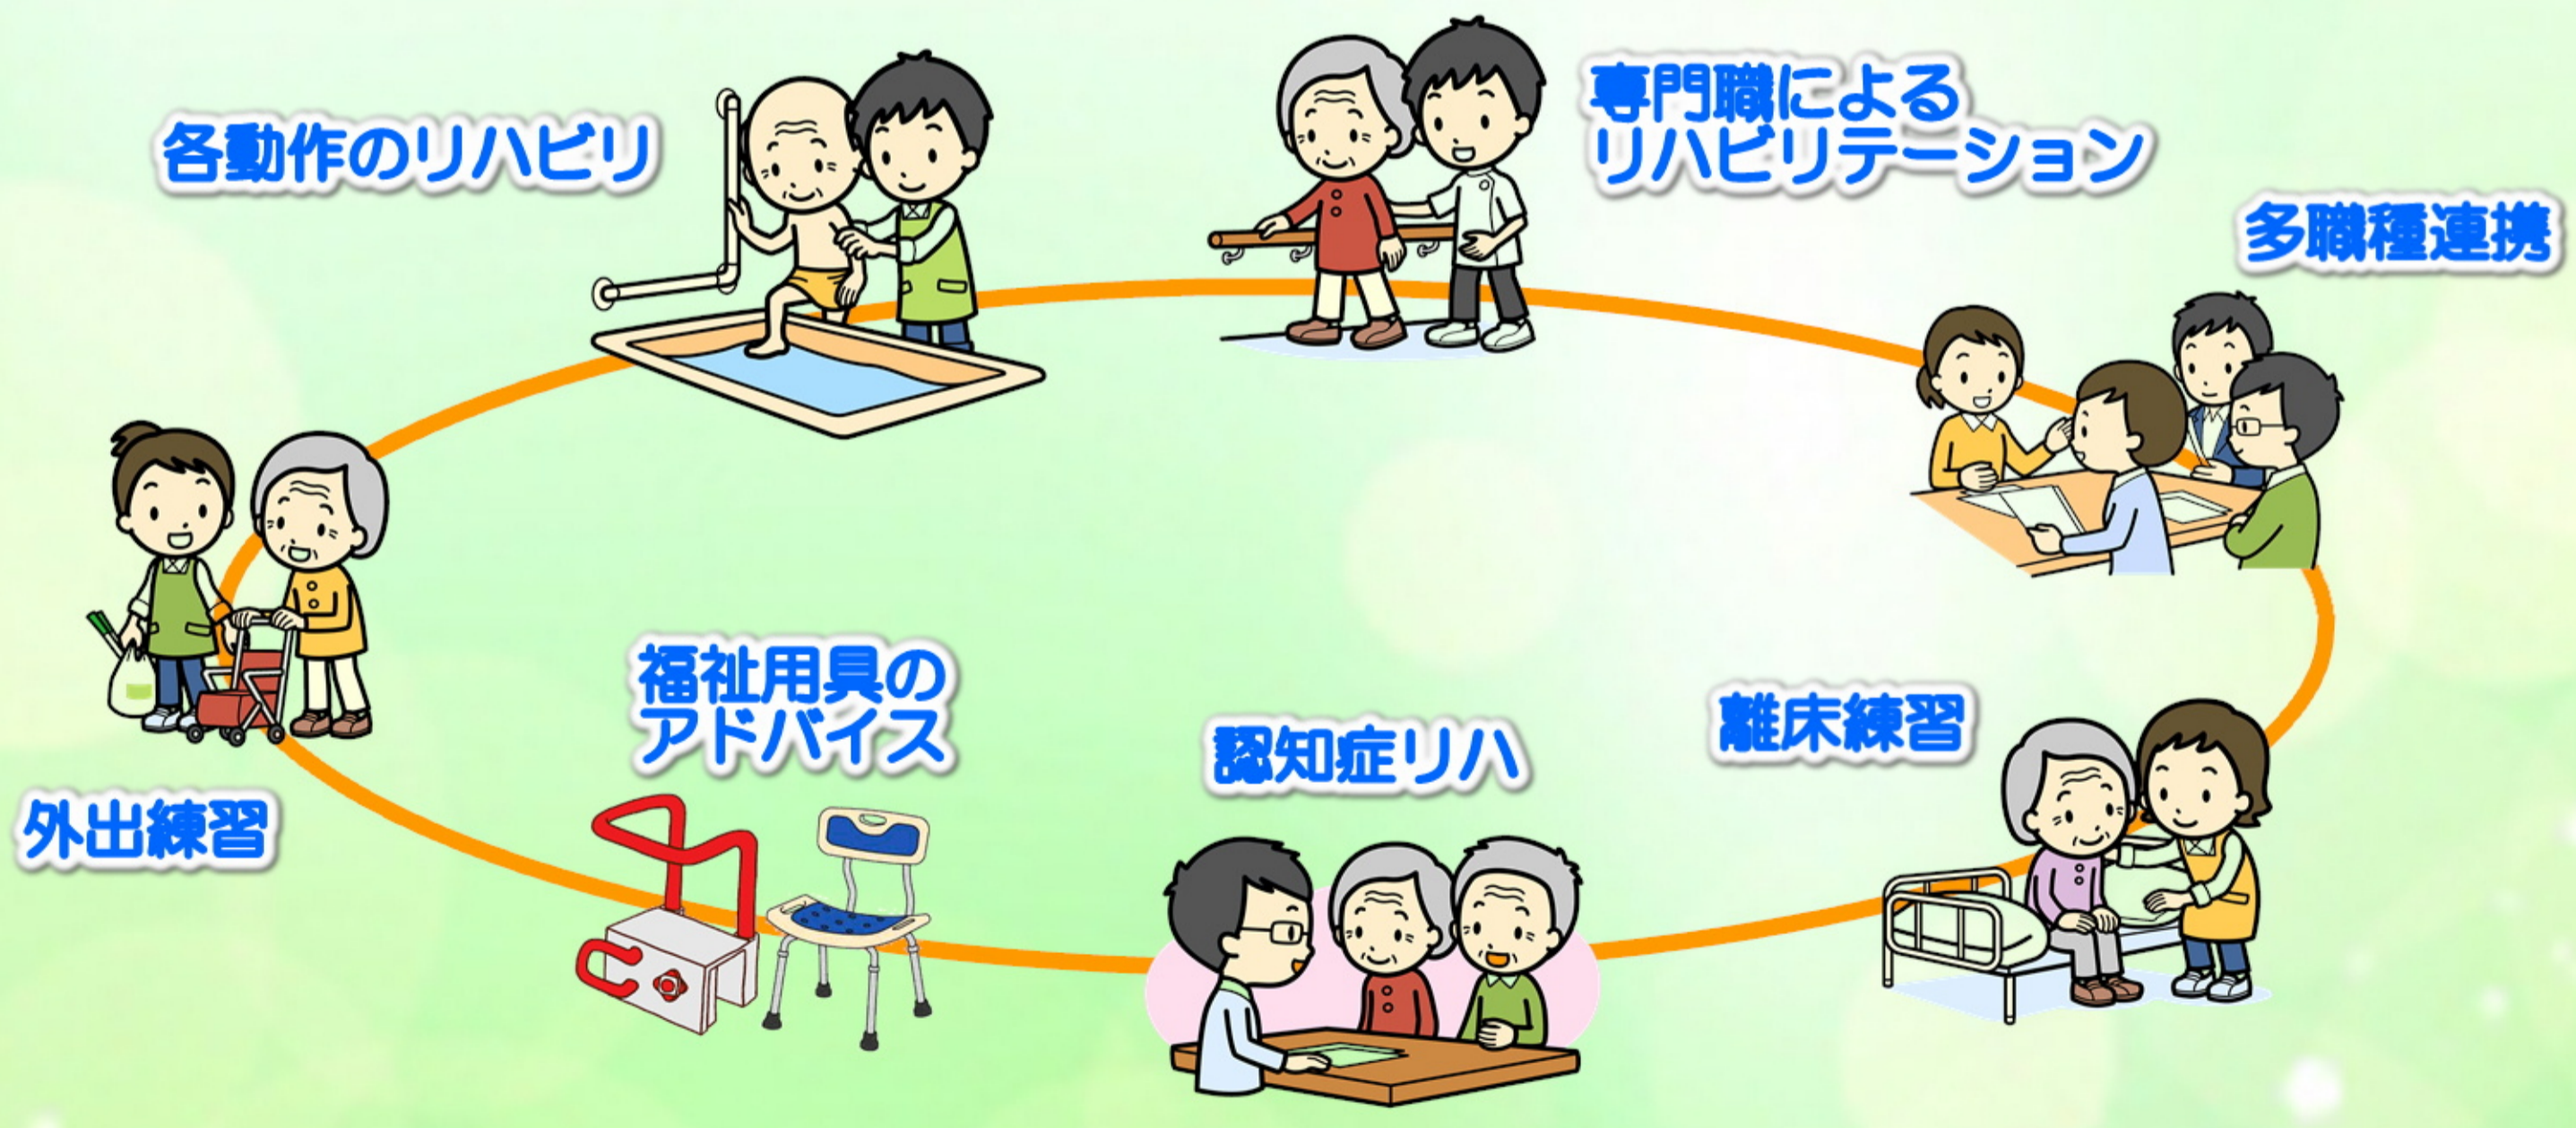 各動作のリハビリ
専門職による
リハビリテーション
多職種連携
福祉用具の
アドバイス
認知症リハ
離床練習
外出練習